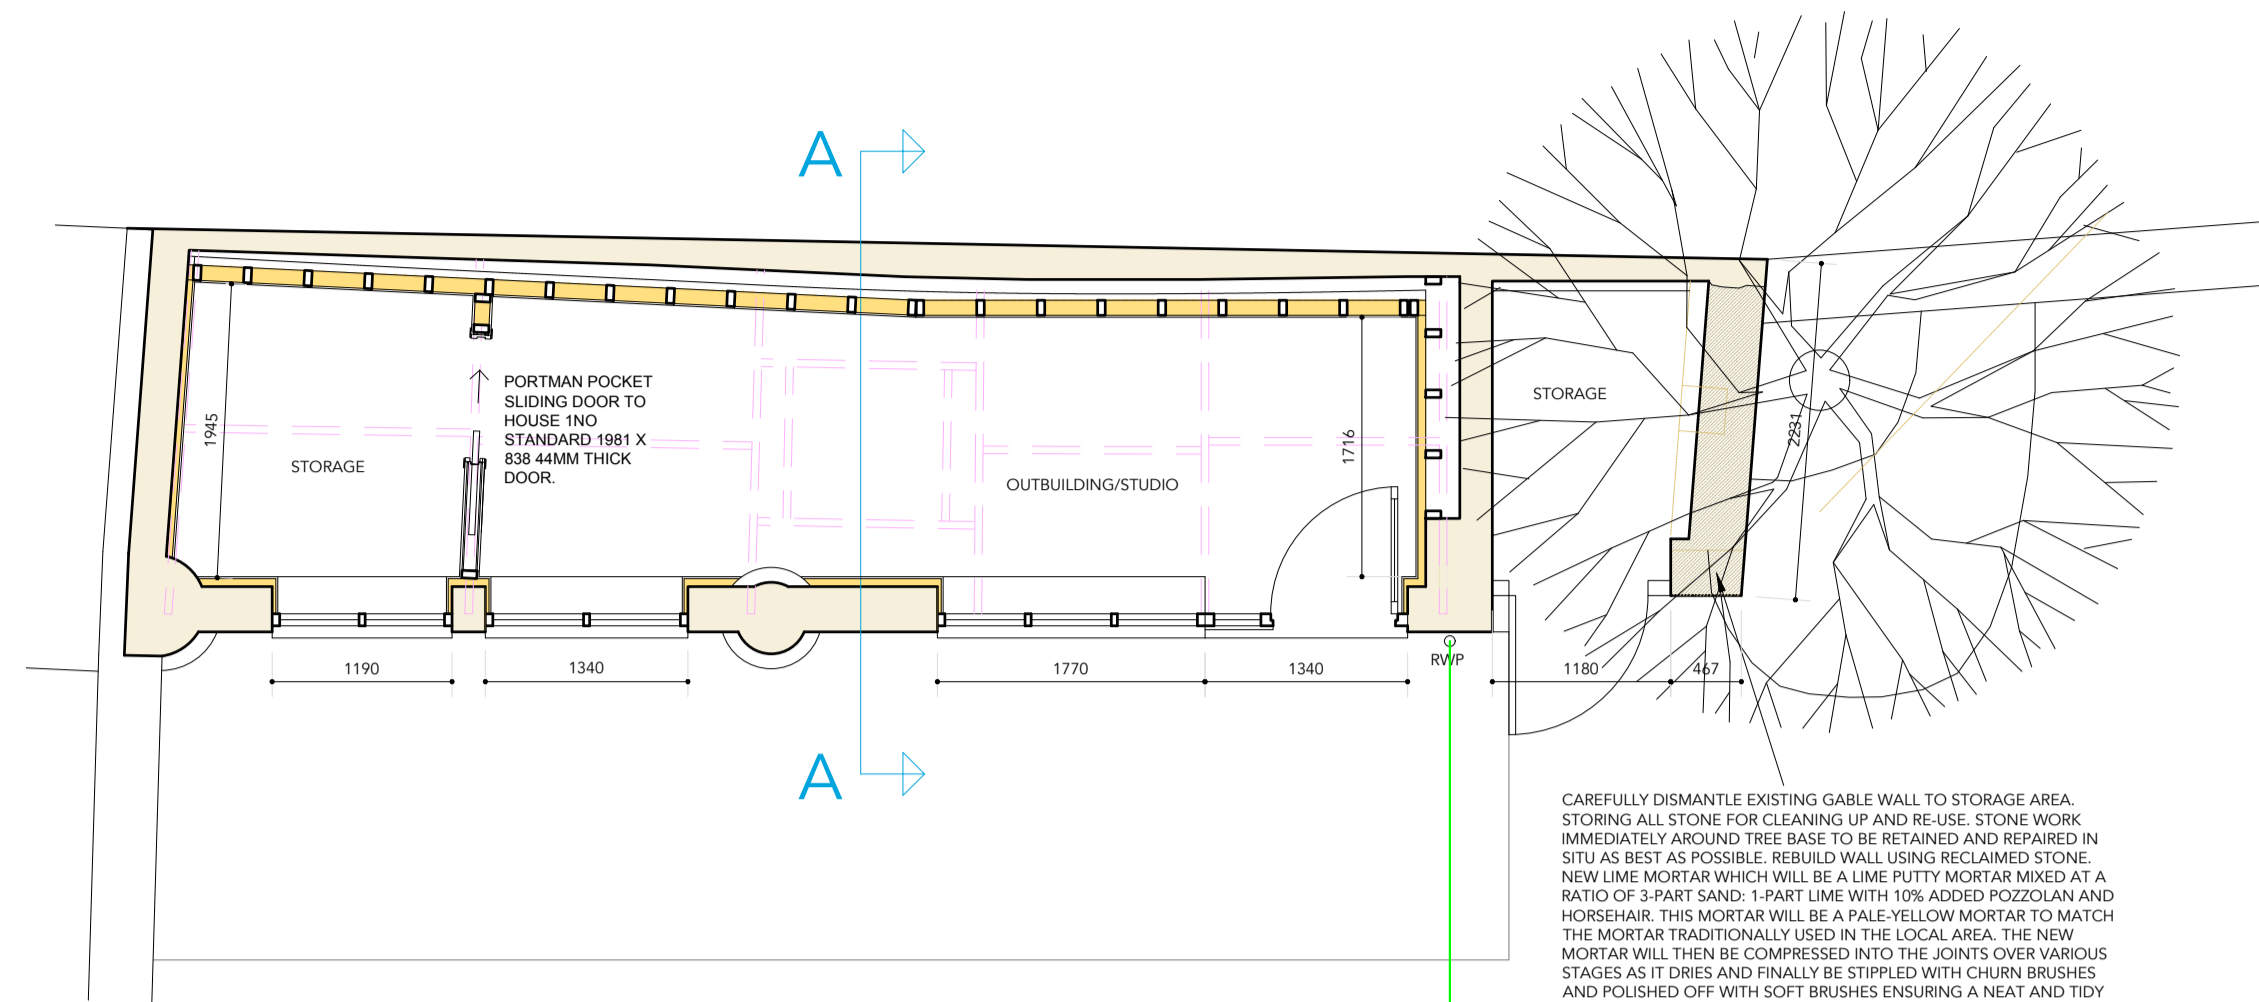 A
PORTMAN POCKET
SLIDING DOOR TO
HOUSE 1NO
STANDARD 1981 X
838 44MM THICK
DOOR.
1945
STORAGE
OUTBUILDING/STUDIO
1716
STORAGE
2231
1190
1340
1770
1340
RWP
1180
467
A
CAREFULLY DISMANTLE EXISTING GABLE WALL TO STORAGE AREA.
STORING ALL STONE FOR CLEANING UP AND RE-USE. STONE WORK
IMMEDIATELY AROUND TREE BASE TO BE RETAINED AND REPAIRED IN
SITU AS BEST AS POSSIBLE. REBUILD WALL USING RECLAIMED STONE.
NEW LIME MORTAR WHICH WILL BE A LIME PUTTY MORTAR MIXED AT A
RATIO OF 3-PART SAND: 1-PART LIME WITH 10% ADDED POZZOLAN AND
HORSEHAIR. THIS MORTAR WILL BE A PALE-YELLOW MORTAR TO MATCH
THE MORTAR TRADITIONALLY USED IN THE LOCAL AREA. THE NEW
MORTAR WILL THEN BE COMPRESSED INTO THE JOINTS OVER VARIOUS
STAGES AS IT DRIES AND FINALLY BE STIPPLED WITH CHURN BRUSHES
AND POLISHED OFF WITH SOFT BRUSHES ENSURING A NEAT AND TIDY